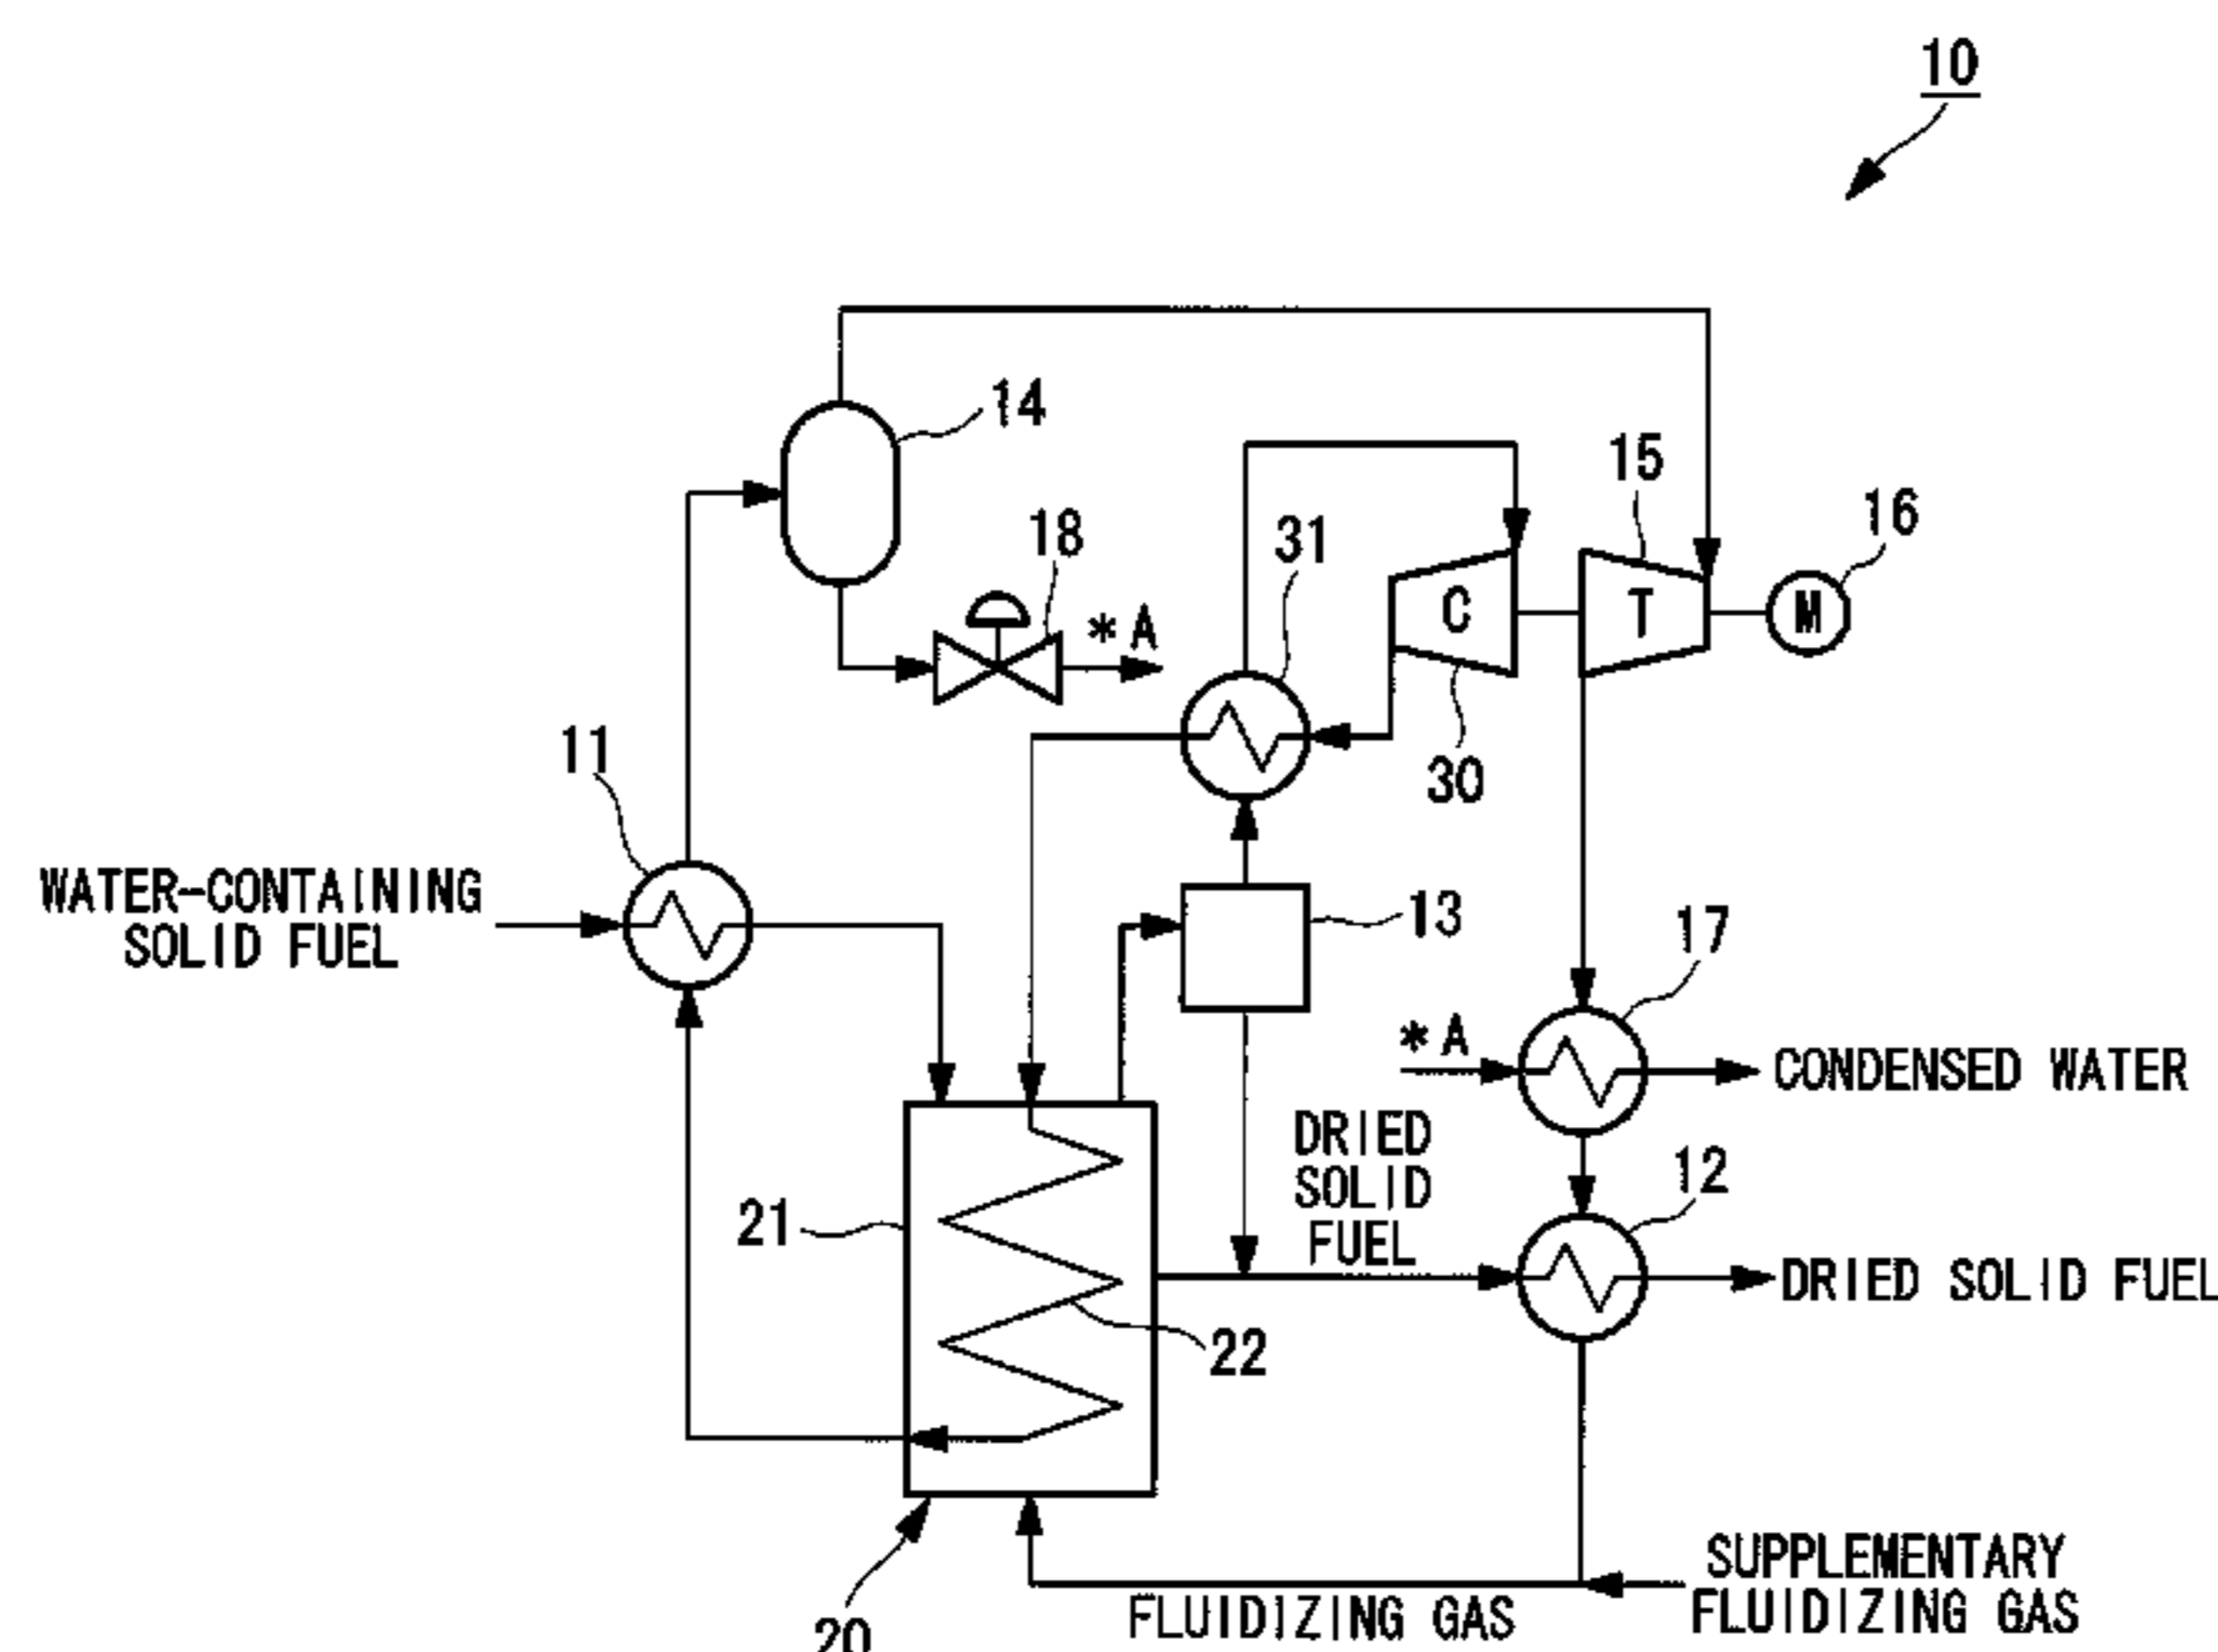 10
14
15
18
16
31
* A
C
T
M
11
30
WATER-CONTAINING
SOLID FUEL
13
17
* A
CONDENSED WATER
DRIED
SOLID
FUEL
12
21
DRIED SOLID FUEL
22
SUPPLEMENTARY
FLUIDIZING GAS
FLUIDIZING GAS
20